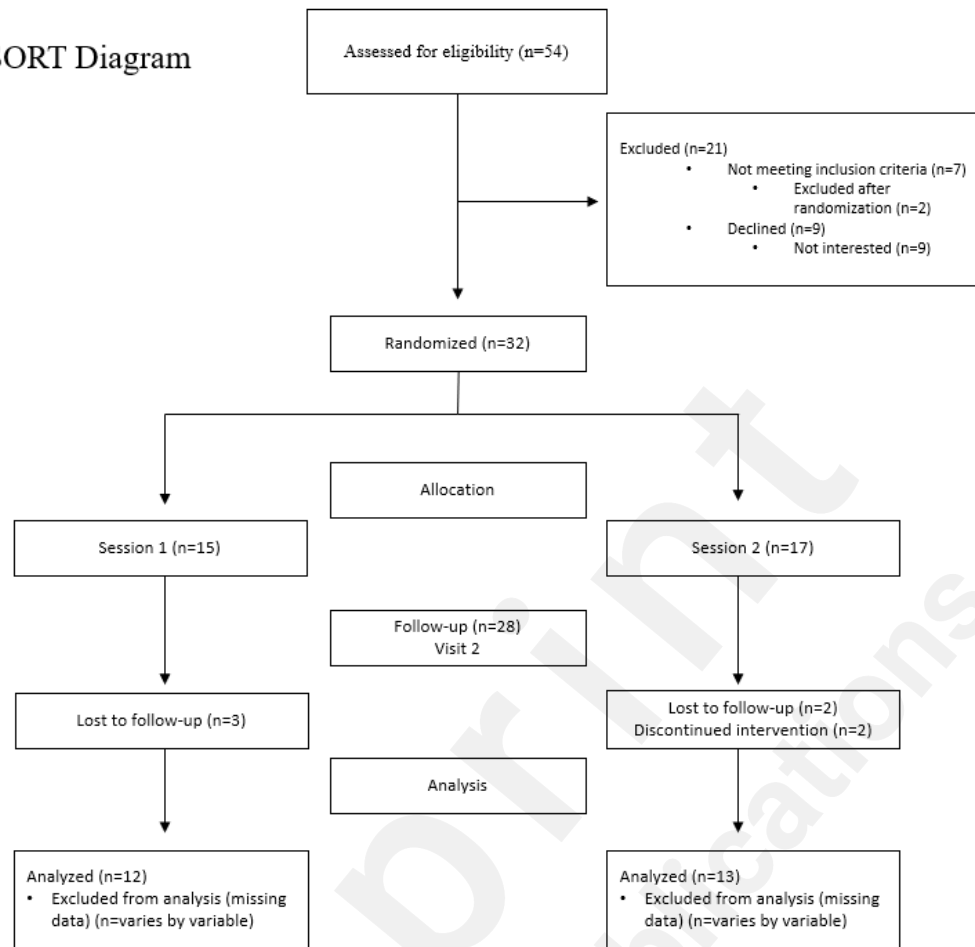 SORT Diagram
Assessed for eligibility (n=54)
Excluded (n=21)
• Not meeting inclusion criteria (n=7)
• Excluded after
randomization (n=2)
• Declined (n=9)
• Not interested (n=9)
Randomized (n=32)
Allocation
Session 1 (n=15)
Session 2 (n=17)
Follow-up (n=28)
Visit 2
Lost to follow-up (n=3)
Lost to follow-up (n=2)
Discontinued intervention (n=2)
Analysis
Analyzed (n=12)
• Excluded from analysis (missing
data) (n=varies by variable)
Analyzed (n=13)
• Excluded from analysis (missing
data) (n=varies by variable)
print
blications